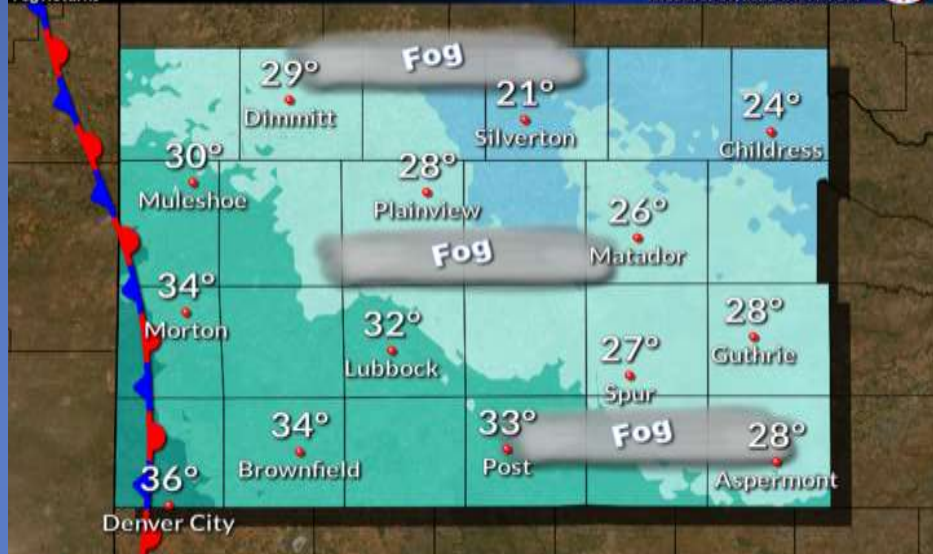 Fog
29°
Dimmitt
21°
Silverton
24°
Childress
30°
Muleshoe
28°
Plainview
26°
Matador
Fog
34°
Morton
32°
Lubbock
28°
Guthrie
27°
Spur
34°
Brownfield
33°
Post
Fog
28°
Aspermont
36°
Denver City